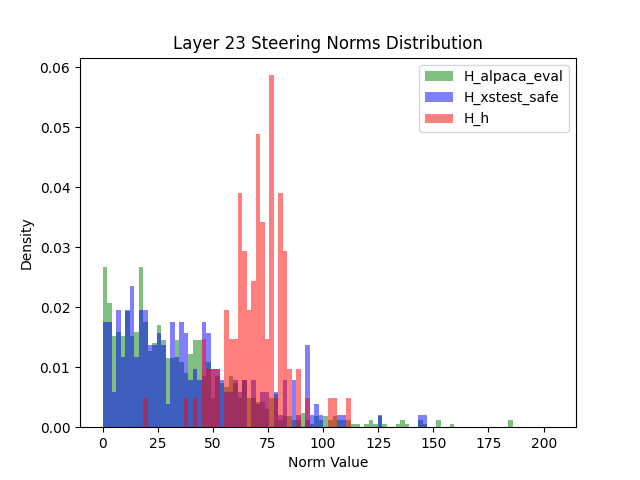 Layer 23 Steering Norms Distribution
H_alpaca_eval
H_xstest_safe
H_h
Density
0.06
0.05
0.04
0.03
0.02
0.01
0.00
0 25 50 75 100 125 150 175 200
Norm Value